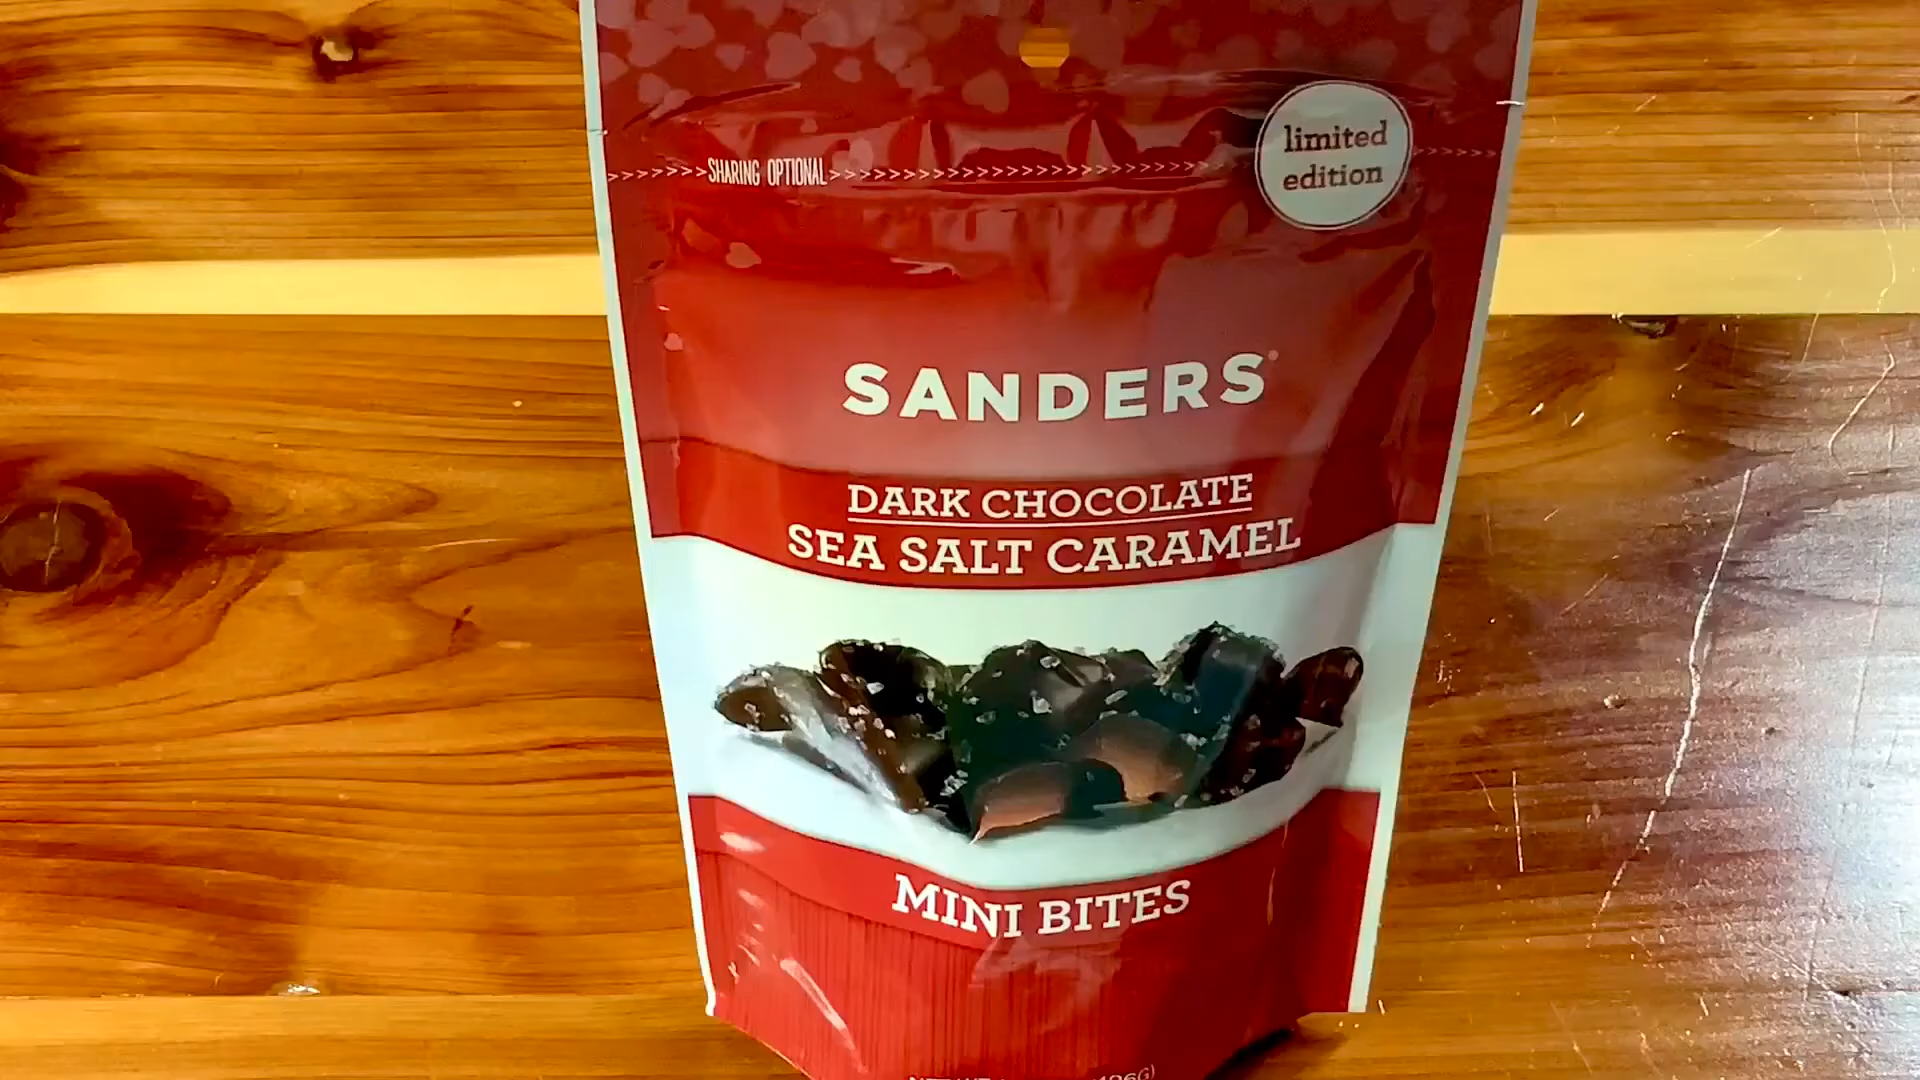 limited
edition
>>>>>>>SHARING OPTIONAL>>>>>>>>>>>>>>>>>>>>>>>>>>> >>>>>>
SANDERS
DARK CHOCOLATE
SEA SALT CARAMEL
MINI BITES